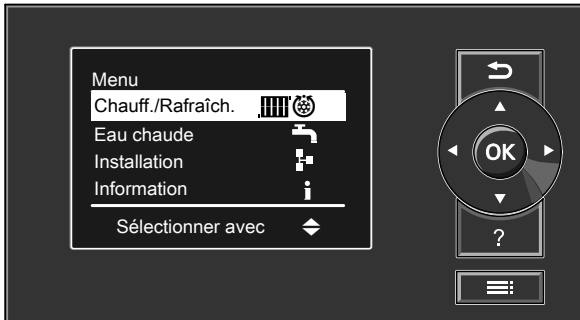 Menu
Chauff./Rafraîch.
Eau chaude
Installation
Information
Sélectionner avec
OK
?